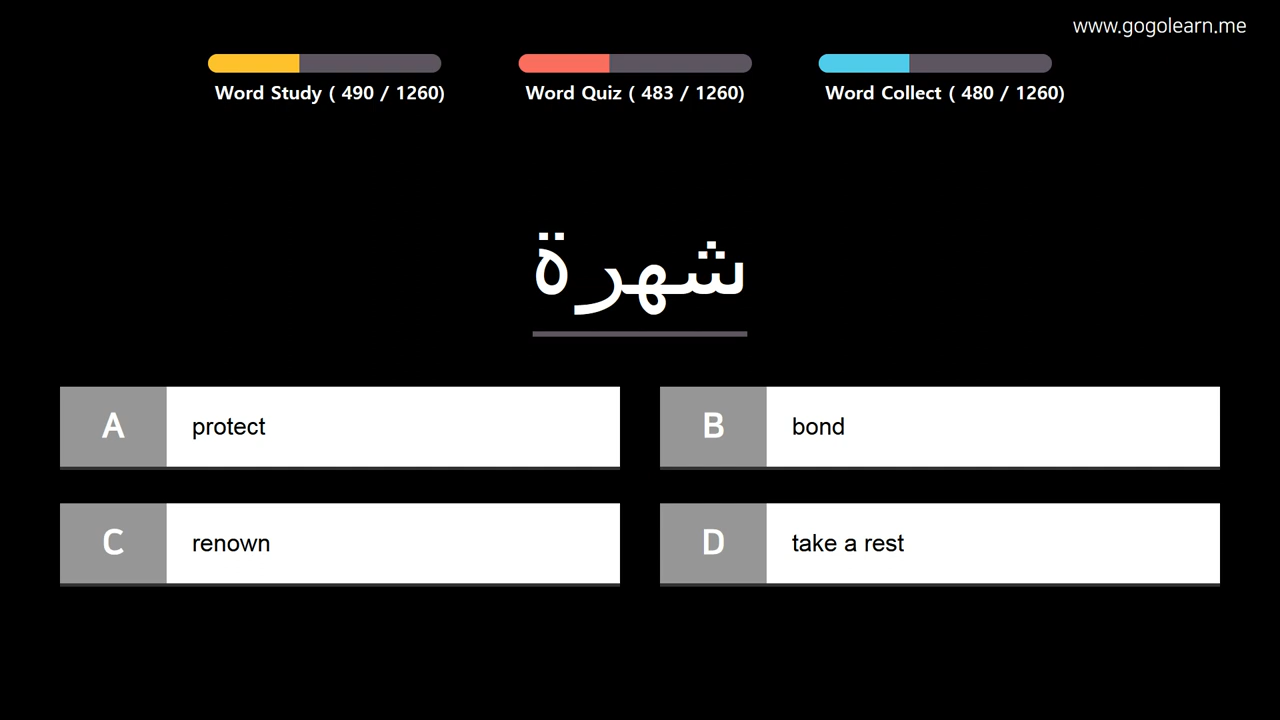 www.gogolearn.me
Word Study ( 490 / 1260)
Word Quiz ( 483 / 1260)
Word Collect ( 480 / 1260)
شهرة
A protect
B bond
C renown
D take a rest